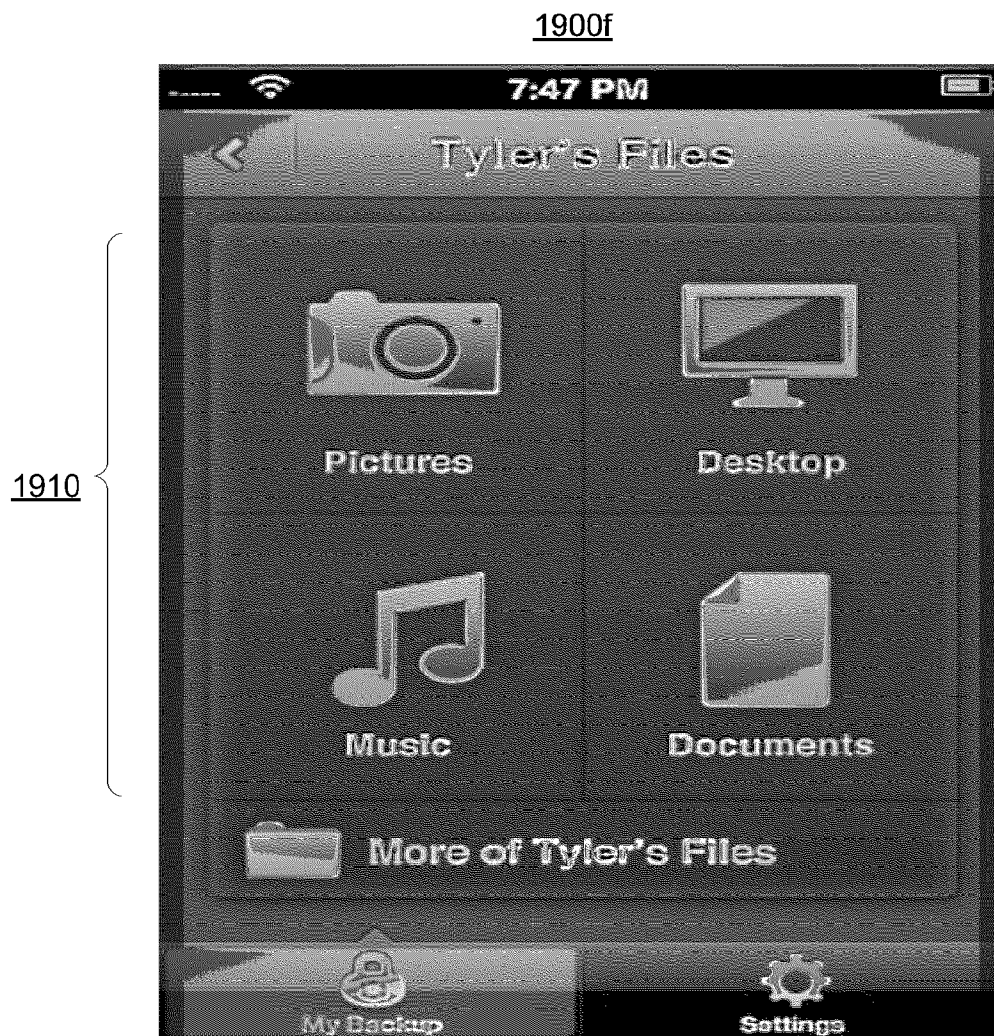 1900f
7:47 PM
Tyler's Files
Pictures
Desktop
1910
Music
Documents
More of Tyler's Files
My Backup
Settings